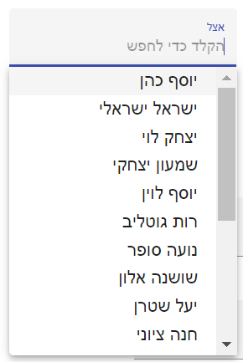 אצל
הקלד כדי לחפש
יוסף כהן
ישראל ישראלי
יצחק לוי
שמעון יצחקי
יוסף לוין
רות גוטליב
נועה סופר
שושנה אלון
יעל שטרן
חנה ציוני